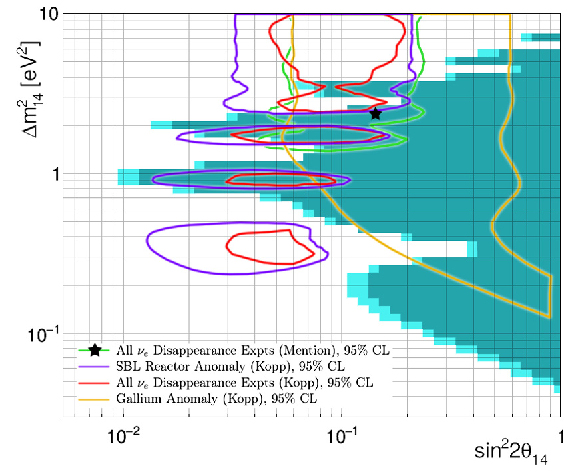 10
Δm²₁₄ [eV²]
1
10⁻¹
All νₑ Disappearance Expts (Mention), 95% CL
SBL Reactor Anomaly (Kopp), 95% CL
All νₑ Disappearance Expts (Kopp), 95% CL
Gallium Anomaly (Kopp), 95% CL
10⁻² 10⁻¹ 1
sin²2θ₁₄